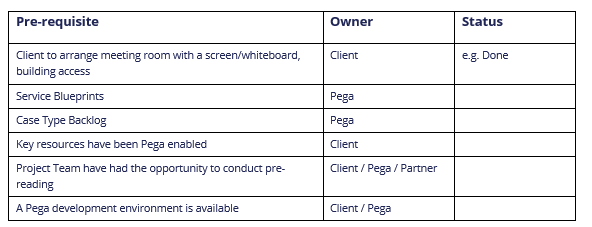 Pre-requisite Owner Status
Client to arrange meeting room with a screen/whiteboard, Client e.g. Done
building access
Service Blueprints Pega
Case Type Backlog Pega
Key resources have been Pega enabled Client
Project Team have had the opportunity to conduct pre- Client / Pega / Partner
reading
A Pega development environment is available Client / Pega